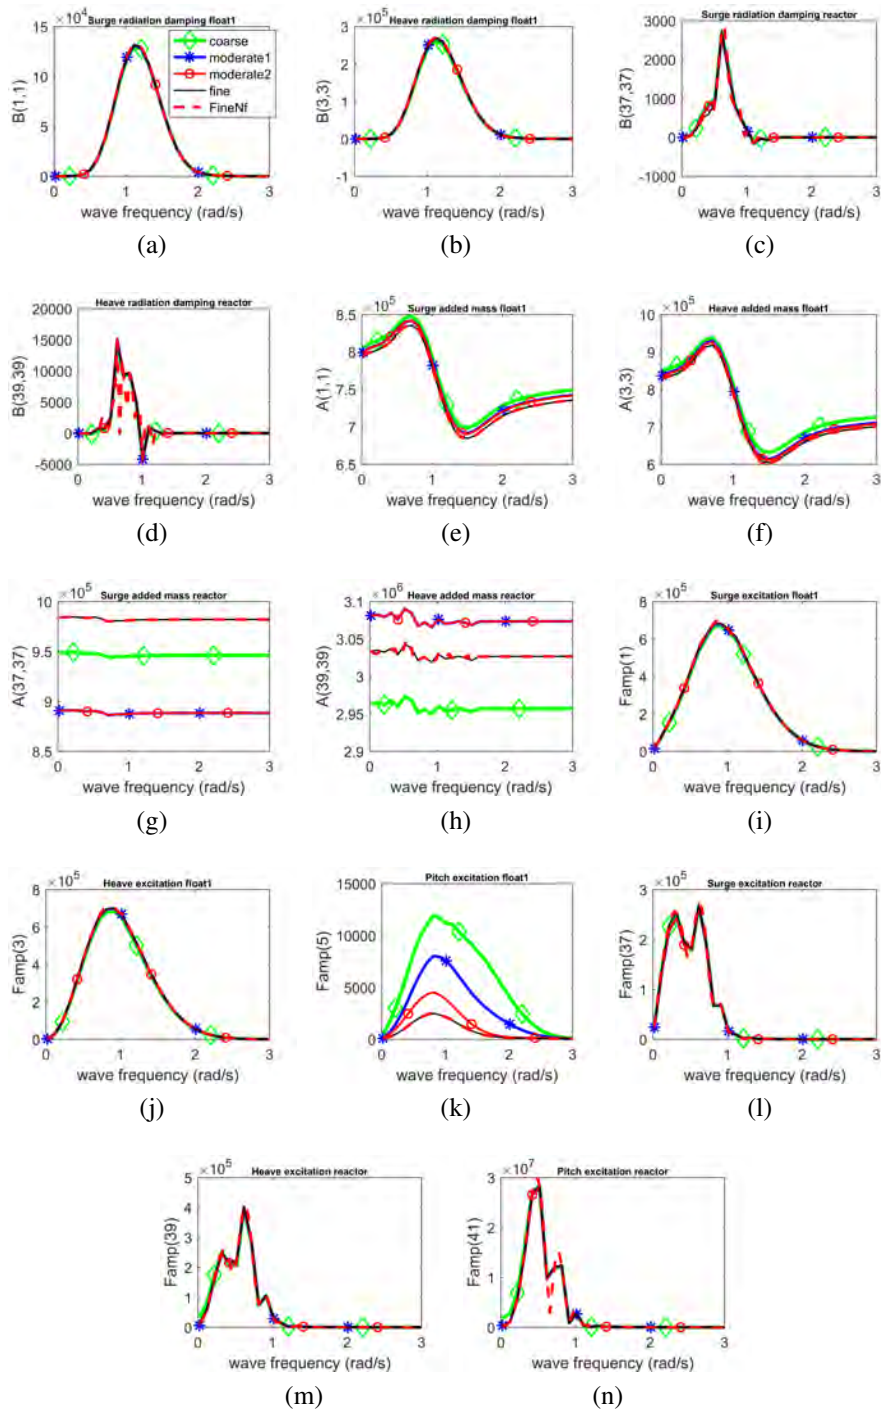 ×10⁴ Surge radiation damping float1
15
10
5
0
B(1,1)
coarse
moderate1
moderate2
fine
FineNf
0 1 2 3
wave frequency (rad/s)
(a)
×10⁵ Heave radiation damping float1
3
2
1
0
-1
B(3,3)
0 1 2 3
wave frequency (rad/s)
(b)
Surge radiation damping reactor
3000
2000
1000
0
-1000
B(37,37)
0 1 2 3
wave frequency (rad/s)
(c)
Heave radiation damping reactor
20000
15000
10000
5000
0
-5000
B(39,39)
0 1 2 3
wave frequency (rad/s)
(d)
×10⁵ Surge added mass float1
8.5
8
7.5
7
6.5
A(1,1)
0 1 2 3
wave frequency (rad/s)
(e)
×10⁵ Heave added mass float1
10
9
8
7
6
A(3,3)
0 1 2 3
wave frequency (rad/s)
(f)
×10⁵ Surge added mass reactor
10
9.5
9
8.5
A(37,37)
0 1 2 3
wave frequency (rad/s)
(g)
×10⁶ Heave added mass reactor
3.1
3.05
3
2.95
2.9
A(39,39)
0 1 2 3
wave frequency (rad/s)
(h)
×10⁵ Surge excitation float1
8
6
4
2
0
Famp(1)
0 1 2 3
wave frequency (rad/s)
(i)
×10⁵ Heave excitation float1
8
6
4
2
0
Famp(3)
0 1 2 3
wave frequency (rad/s)
(j)
Pitch excitation float1
15000
10000
5000
0
Famp(5)
0 1 2 3
wave frequency (rad/s)
(k)
×10⁵ Surge excitation reactor
3
2
1
0
Famp(37)
0 1 2 3
wave frequency (rad/s)
(l)
×10⁵ Heave excitation reactor
5
4
3
2
1
0
Famp(39)
0 1 2 3
wave frequency (rad/s)
(m)
×10⁷ Pitch excitation reactor
3
2
1
0
Famp(41)
0 1 2 3
wave frequency (rad/s)
(n)